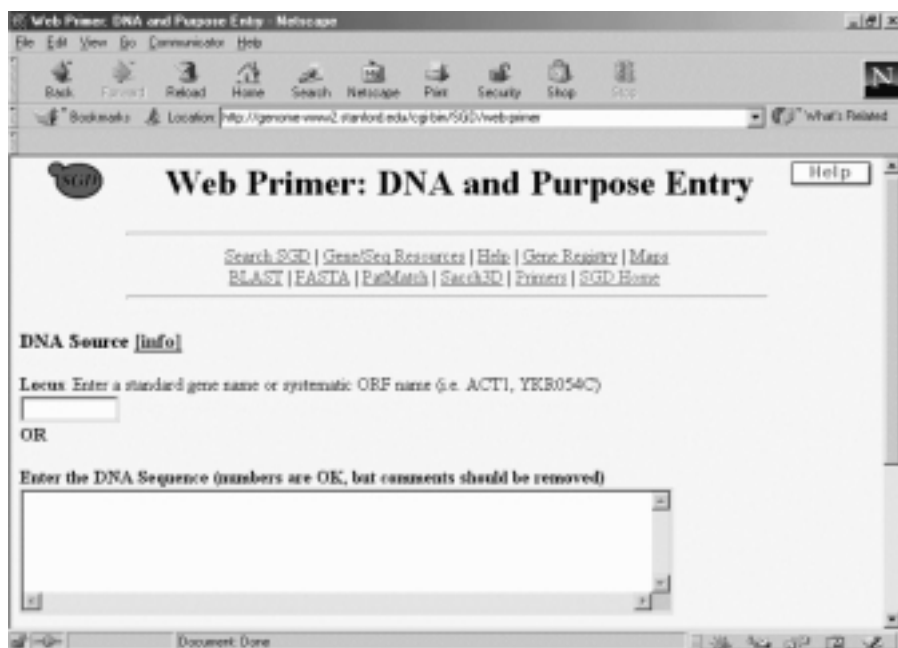 Web Primer: DNA and Purpose Entry - Netscape
File Edit View Go Communicator Help
Back Forward Reload Home Search Netscape Print Security Shop Stop
N
Bookmarks Location: http://genome-www2.stanford.edu/cgi-bin/SGD/web-primer What's Related
SGD
Web Primer: DNA and Purpose Entry
Help
Search SGD | Gene/Seq Resources | Help | Gene Registry | Maps
BLAST | FASTA | PatMatch | Sacch3D | Primers | SGD Home
DNA Source [info]
Locus: Enter a standard gene name or systematic ORF name (i.e. ACT1, YKR054C)
OR
Enter the DNA Sequence (numbers are OK, but comments should be removed)
Document: Done